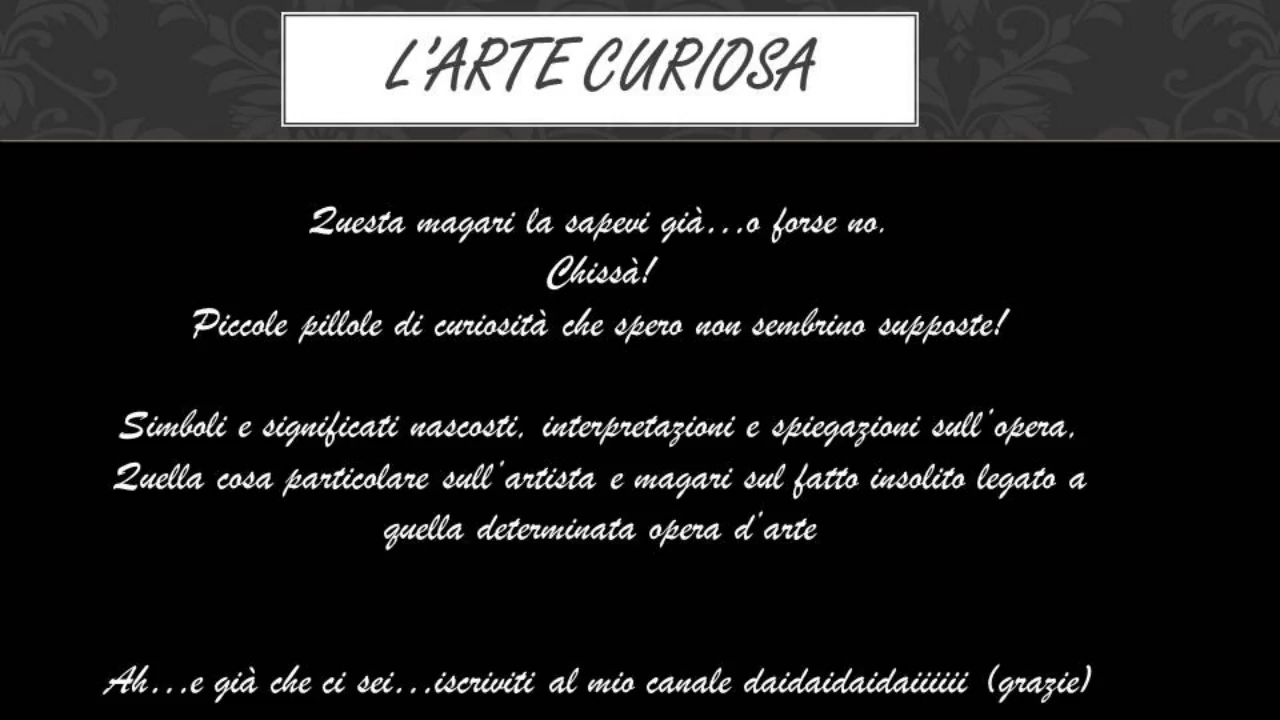 L'ARTE CURIOSA
Questa magari la sapevi già...o forse no.
Chissà!
Piccole pillole di curiosità che spero non sembrino supposte!
Simboli e significati nascosti, interpretazioni e spiegazioni sull'opera,
Quella cosa particolare sull'artista e magari sul fatto insolito legato a
quella determinata opera d'arte
Ah...e già che ci sei...iscriviti al mio canale daidaidaidaiiiiii (grazie)